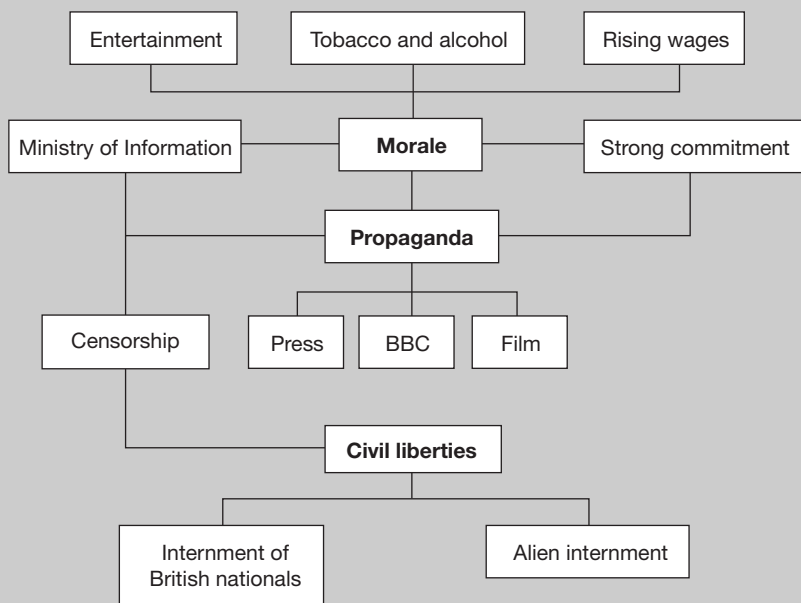 Entertainment
Tobacco and alcohol
Rising wages
Ministry of Information
Morale
Strong commitment
Propaganda
Censorship
Press
BBC
Film
Civil liberties
Internment of
British nationals
Alien internment